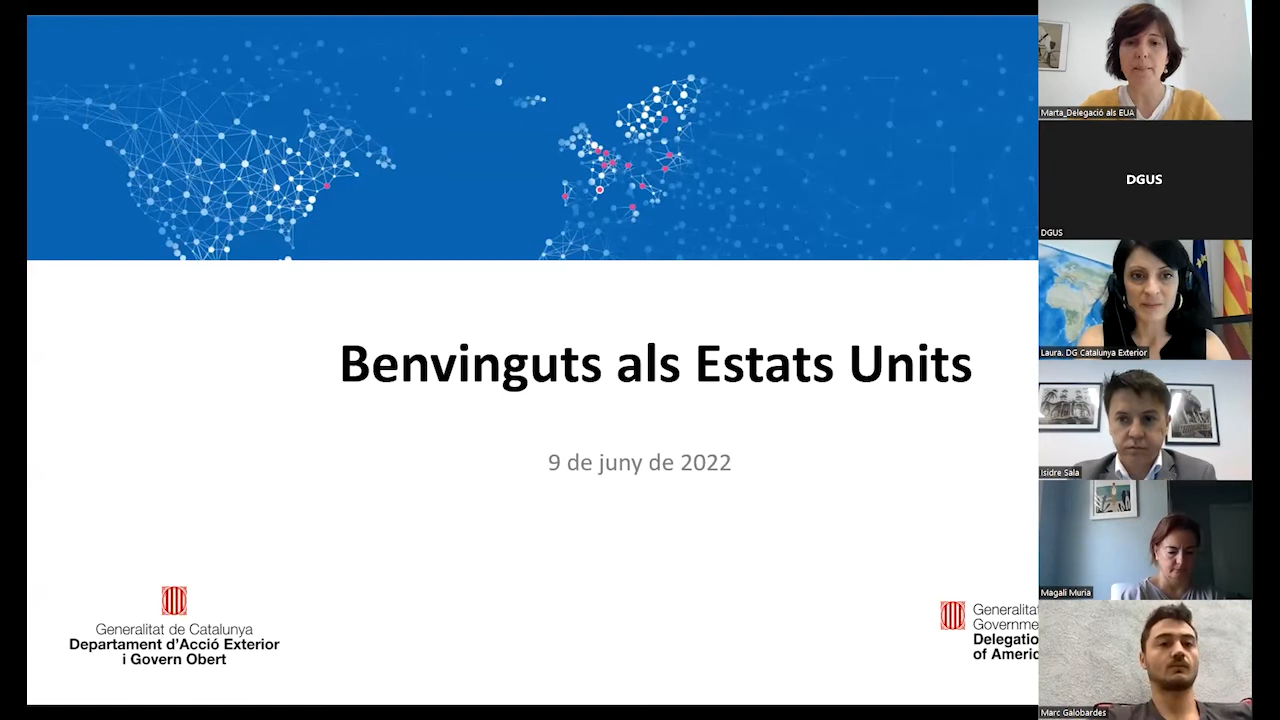 Benvinguts als Estats Units
9 de juny de 2022
Generalitat de Catalunya
Departament d'Acció Exterior
i Govern Obert
Generalitat
Governme
Delegatio
of Americ
Marta_Delegació als EUA
DGUS
DGUS
Laura. DG Catalunya Exterior
Isidre Sala
Magali Muria
Marc Galobardes